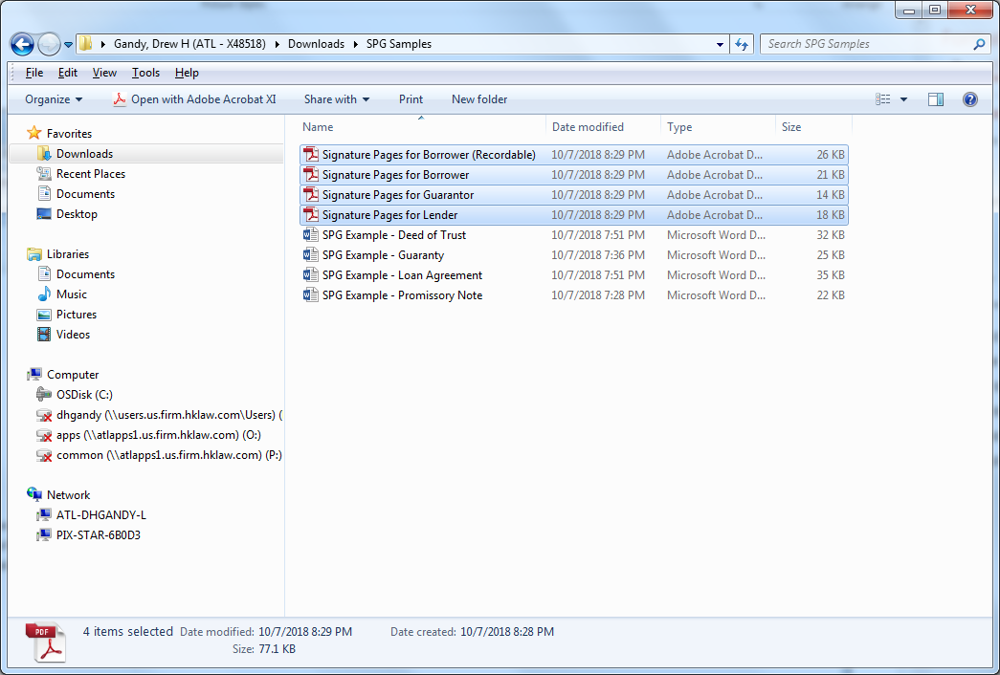 Gandy, Drew H (ATL - X48518) Downloads SPG Samples Search SPG Samples
File Edit View Tools Help
Organize Open with Adobe Acrobat XI Share with Print New folder
Name Date modified Type Size
Favorites
Downloads
Recent Places
Documents
Desktop
Libraries
Documents
Music
Pictures
Videos
Computer
OSDisk (C:)
dhgandy (\\users.us.firm.hklaw.com\Users) (
apps (\\atlapps1.us.firm.hklaw.com) (O:)
common (\\atlapps1.us.firm.hklaw.com) (P:)
Network
ATL-DHGANDY-L
PIX-STAR-6B0D3
Signature Pages for Borrower (Recordable) 10/7/2018 8:29 PM Adobe Acrobat D... 26 KB
Signature Pages for Borrower 10/7/2018 8:29 PM Adobe Acrobat D... 21 KB
Signature Pages for Guarantor 10/7/2018 8:29 PM Adobe Acrobat D... 14 KB
Signature Pages for Lender 10/7/2018 8:29 PM Adobe Acrobat D... 18 KB
SPG Example - Deed of Trust 10/7/2018 7:51 PM Microsoft Word D... 32 KB
SPG Example - Guaranty 10/7/2018 7:36 PM Microsoft Word D... 25 KB
SPG Example - Loan Agreement 10/7/2018 7:51 PM Microsoft Word D... 35 KB
SPG Example - Promissory Note 10/7/2018 7:28 PM Microsoft Word D... 22 KB
PDF
4 items selected Date modified: 10/7/2018 8:29 PM Date created: 10/7/2018 8:28 PM
Size: 77.1 KB